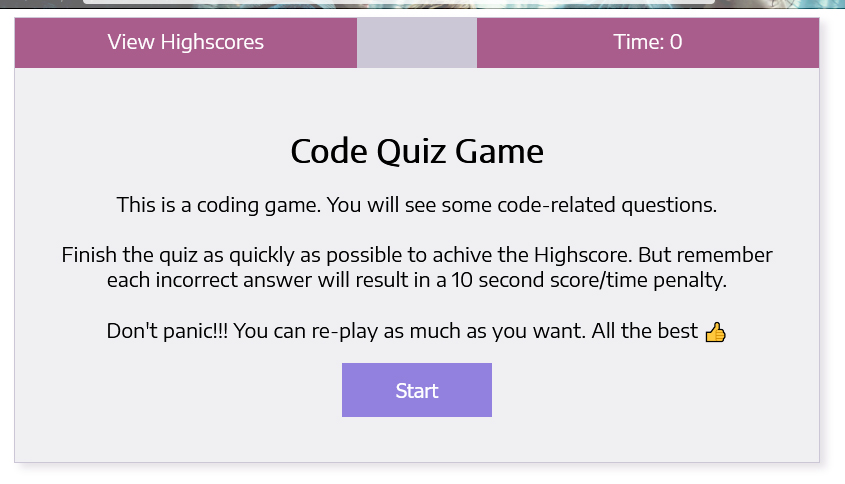 View Highscores
Time: 0
Code Quiz Game
This is a coding game. You will see some code-related questions.
Finish the quiz as quickly as possible to achive the Highscore. But remember
each incorrect answer will result in a 10 second score/time penalty.
Don't panic!!! You can re-play as much as you want. All the best 👍
Start